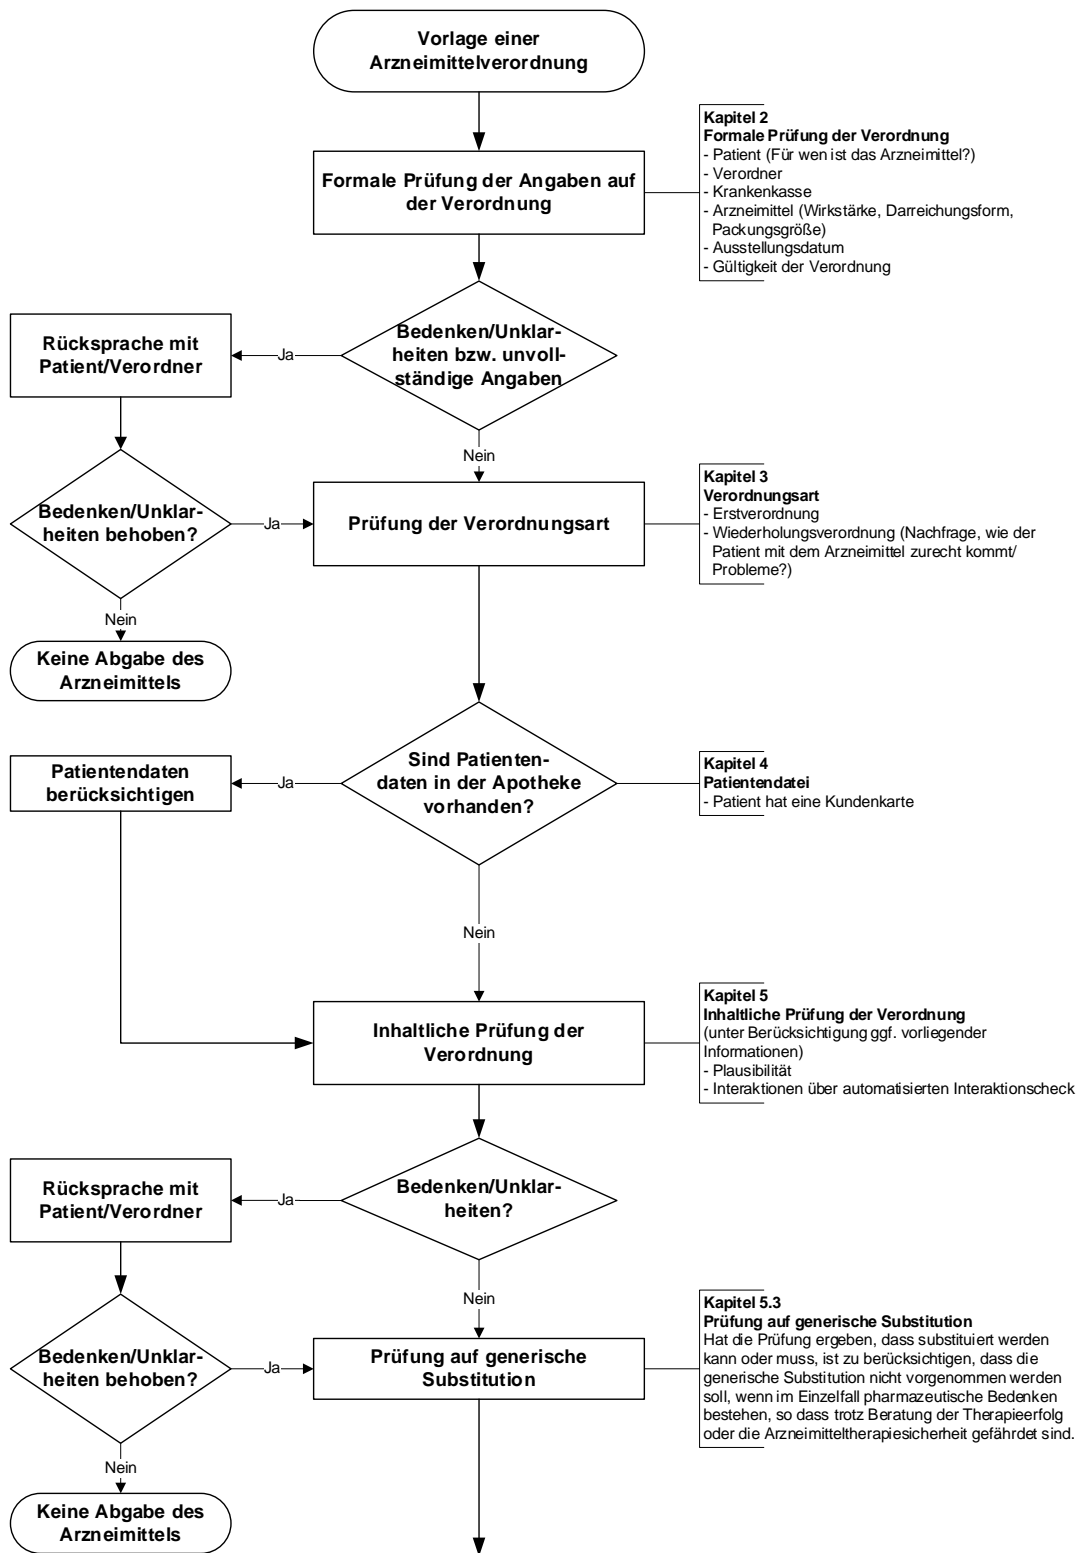 Vorlage einer
Arzneimittelverordnung
Kapitel 2
Formale Prüfung der Verordnung
- Patient (Für wen ist das Arzneimittel?)
- Verordner
- Krankenkasse
- Arzneimittel (Wirkstärke, Darreichungsform,
Packungsgröße)
- Ausstellungsdatum
- Gültigkeit der Verordnung
Formale Prüfung der Angaben auf
der Verordnung
Bedenken/Unklar-
heiten bzw. unvoll-
ständige Angaben
Ja
Rücksprache mit
Patient/Verordner
Nein
Bedenken/Unklar-
heiten behoben?
Ja
Prüfung der Verordnungsart
Kapitel 3
Verordnungsart
- Erstverordnung
- Wiederholungsverordnung (Nachfrage, wie der
Patient mit dem Arzneimittel zurecht kommt/
Probleme?)
Nein
Keine Abgabe des
Arzneimittels
Sind Patienten-
daten in der Apotheke
vorhanden?
Ja
Patientendaten
berücksichtigen
Kapitel 4
Patientendatei
- Patient hat eine Kundenkarte
Nein
Inhaltliche Prüfung der
Verordnung
Kapitel 5
Inhaltliche Prüfung der Verordnung
(unter Berücksichtigung ggf. vorliegender
Informationen)
- Plausibilität
- Interaktionen über automatisierten Interaktionscheck
Bedenken/Unklar-
heiten?
Ja
Rücksprache mit
Patient/Verordner
Nein
Bedenken/Unklar-
heiten behoben?
Ja
Prüfung auf generische
Substitution
Kapitel 5.3
Prüfung auf generische Substitution
Hat die Prüfung ergeben, dass substituiert werden
kann oder muss, ist zu berücksichtigen, dass die
generische Substitution nicht vorgenommen werden
soll, wenn im Einzelfall pharmazeutische Bedenken
bestehen, so dass trotz Beratung der Therapieerfolg
oder die Arzneimitteltherapiesicherheit gefährdet sind.
Nein
Keine Abgabe des
Arzneimittels